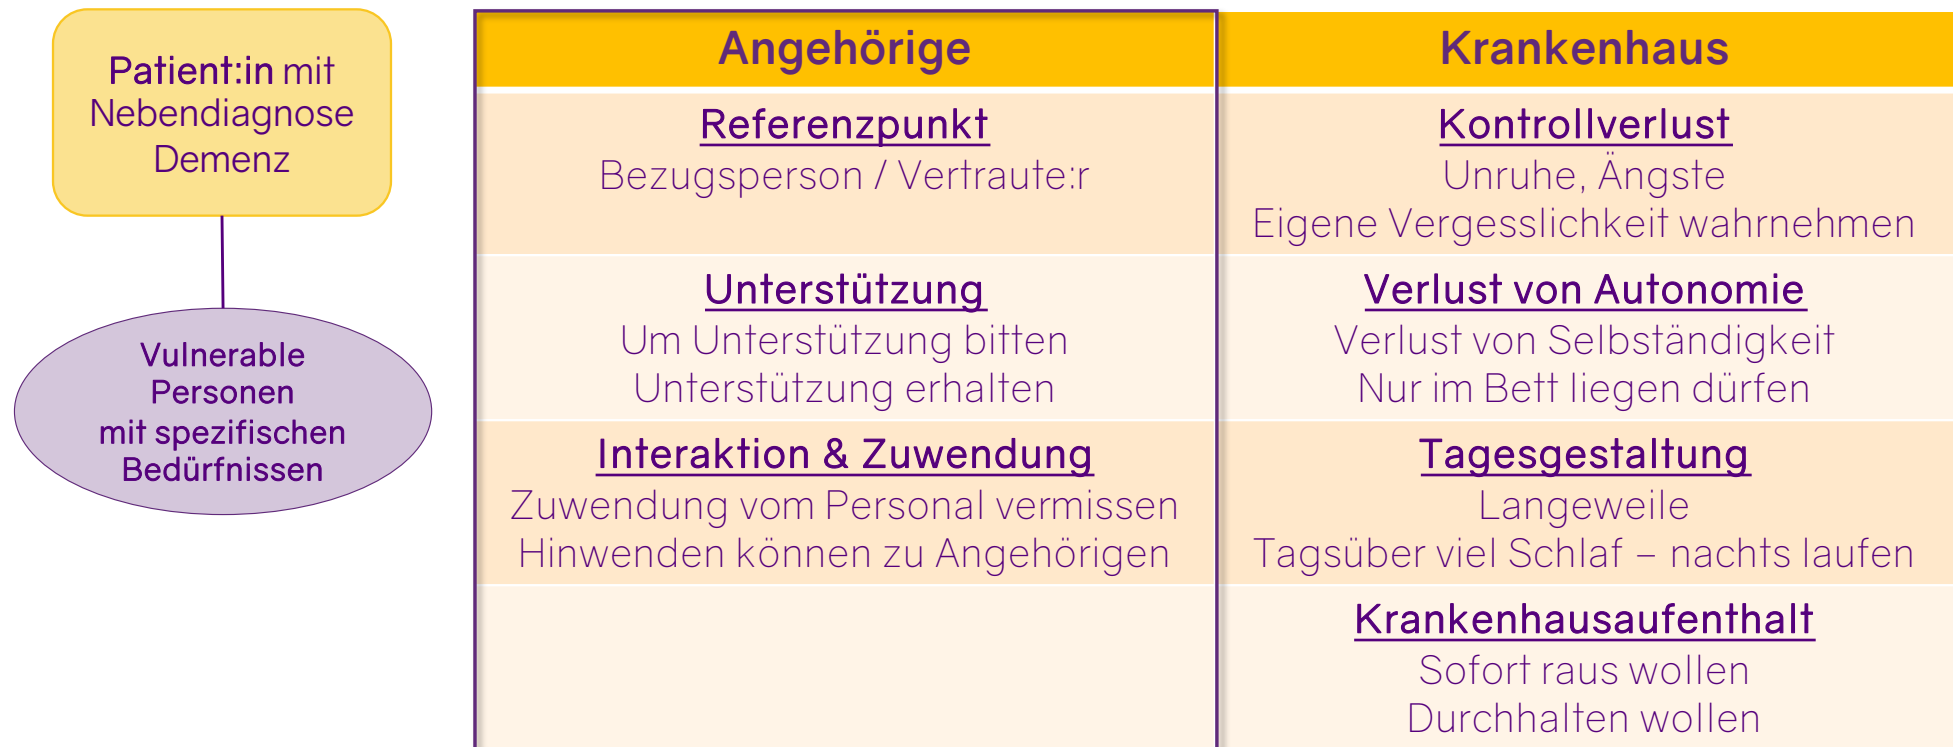 Patient:in mit
Nebendiagnose
Demenz
Vulnerable
Personen
mit spezifischen
Bedürfnissen
Angehörige
Referenzpunkt
Bezugsperson / Vertraute:r
Unterstützung
Um Unterstützung bitten
Unterstützung erhalten
Interaktion & Zuwendung
Zuwendung vom Personal vermissen
Hinwenden können zu Angehörigen
Krankenhaus
Kontrollverlust
Unruhe, Ängste
Eigene Vergesslichkeit wahrnehmen
Verlust von Autonomie
Verlust von Selbständigkeit
Nur im Bett liegen dürfen
Tagesgestaltung
Langeweile
Tagsüber viel Schlaf – nachts laufen
Krankenhausaufenthalt
Sofort raus wollen
Durchhalten wollen